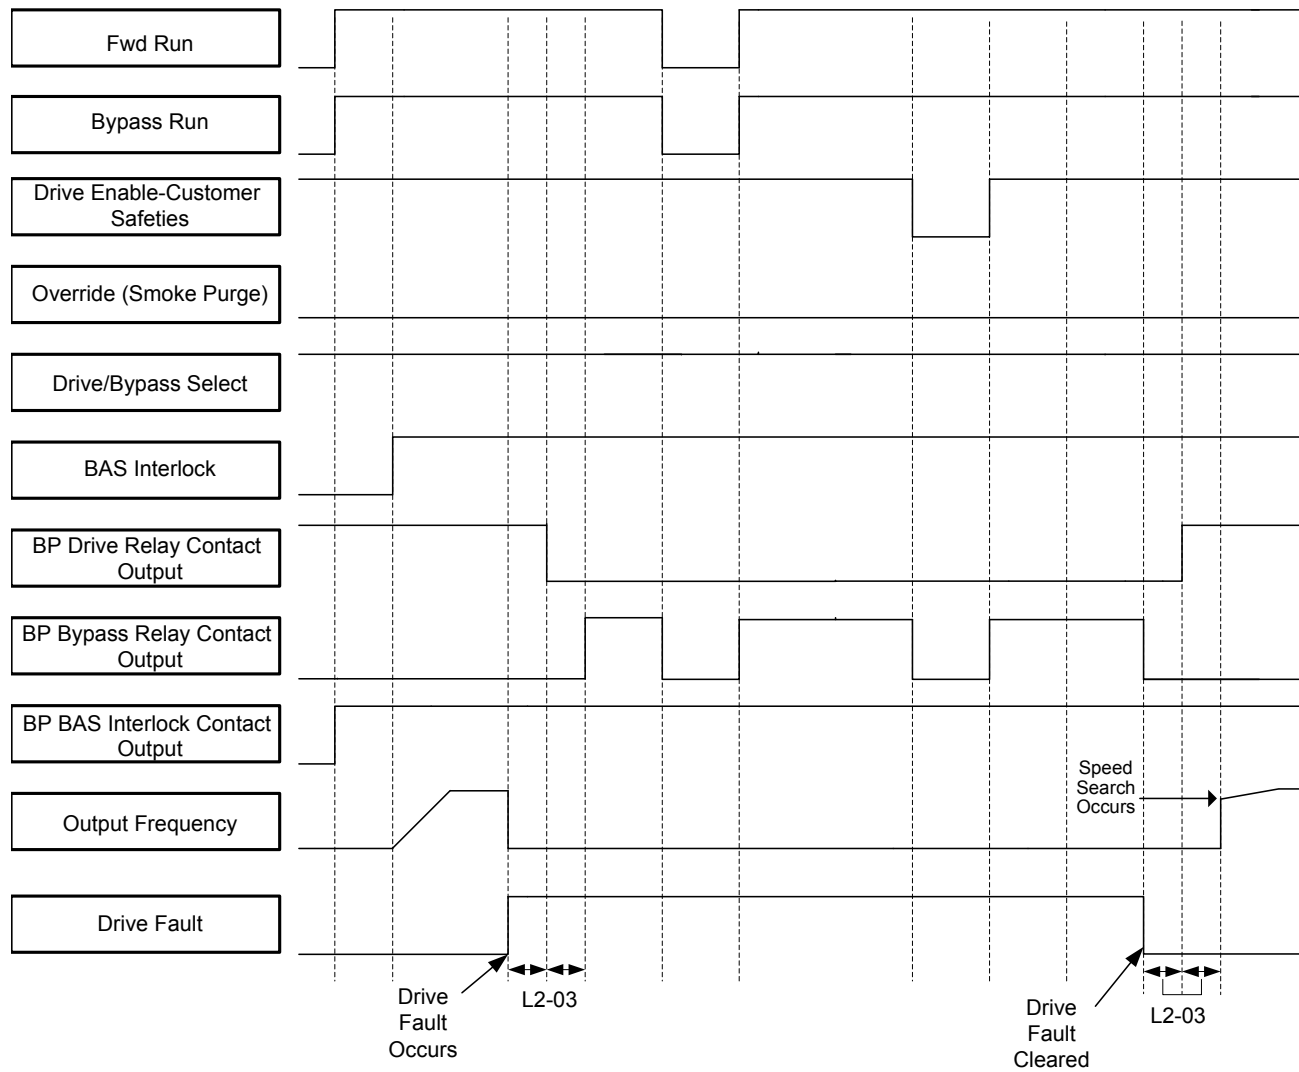 Fwd Run
Bypass Run
Drive Enable-Customer
Safeties
Override (Smoke Purge)
Drive/Bypass Select
BAS Interlock
BP Drive Relay Contact
Output
BP Bypass Relay Contact
Output
BP BAS Interlock Contact
Output
Speed
Search
Occurs
Output Frequency
Drive Fault
Drive
Fault
Occurs
L2-03
Drive
Fault
Cleared
L2-03